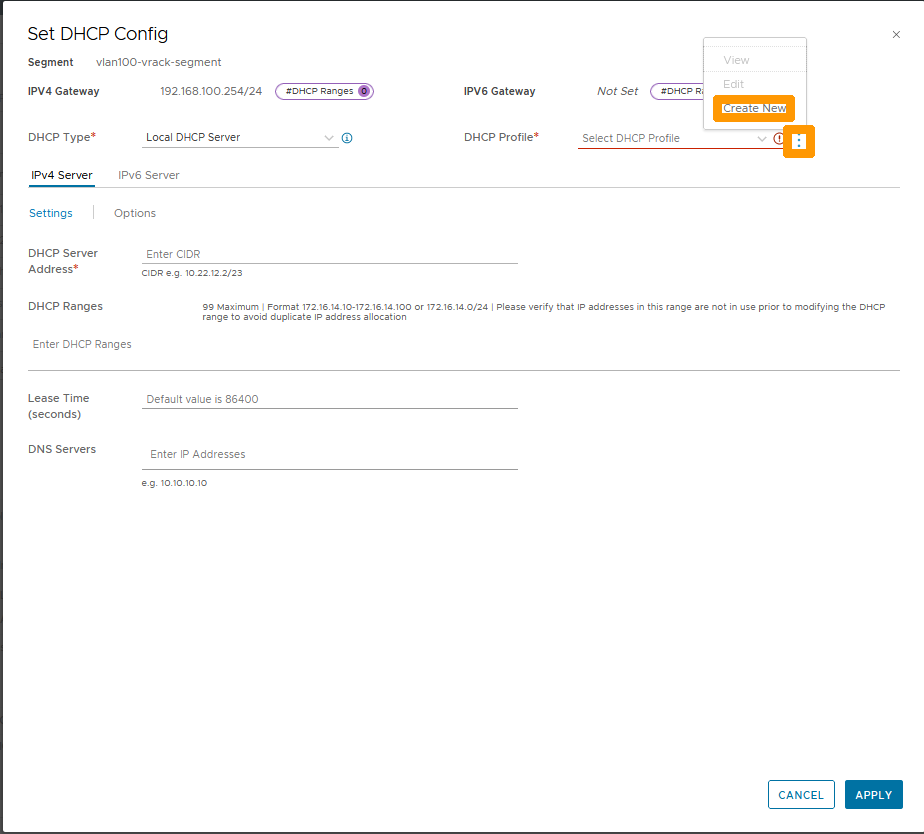 Set DHCP Config
Segment vlan100-vrack-segment
View
IPV4 Gateway 192.168.100.254/24 #DHCP Ranges 0 IPV6 Gateway Not Set #DHCP Ra
Edit
Create New
DHCP Type* Local DHCP Server DHCP Profile* Select DHCP Profile
IPv4 Server IPv6 Server
Settings Options
DHCP Server
Address*
Enter CIDR
CIDR e.g. 10.22.12.2/23
DHCP Ranges
99 Maximum | Format 172.16.14.10-172.16.14.100 or 172.16.14.0/24 | Please verify that IP addresses in this range are not in use prior to modifying the DHCP
range to avoid duplicate IP address allocation
Enter DHCP Ranges
Lease Time
(seconds)
Default value is 86400
DNS Servers
Enter IP Addresses
e.g. 10.10.10.10
CANCEL APPLY